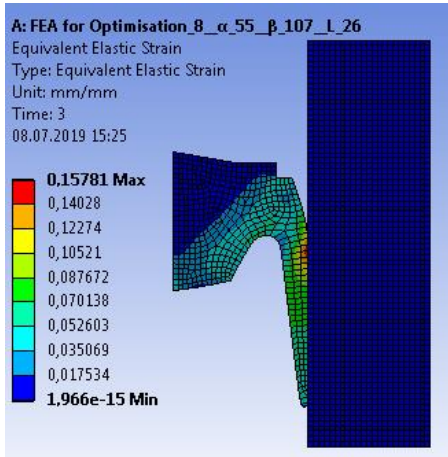 A: FEA for Optimisation_8__α_55__β_107__L_26
Equivalent Elastic Strain
Type: Equivalent Elastic Strain
Unit: mm/mm
Time: 3
08.07.2019 15:25
0,15781 Max
0,14028
0,12274
0,10521
0,087672
0,070138
0,052603
0,035069
0,017534
1,966e-15 Min